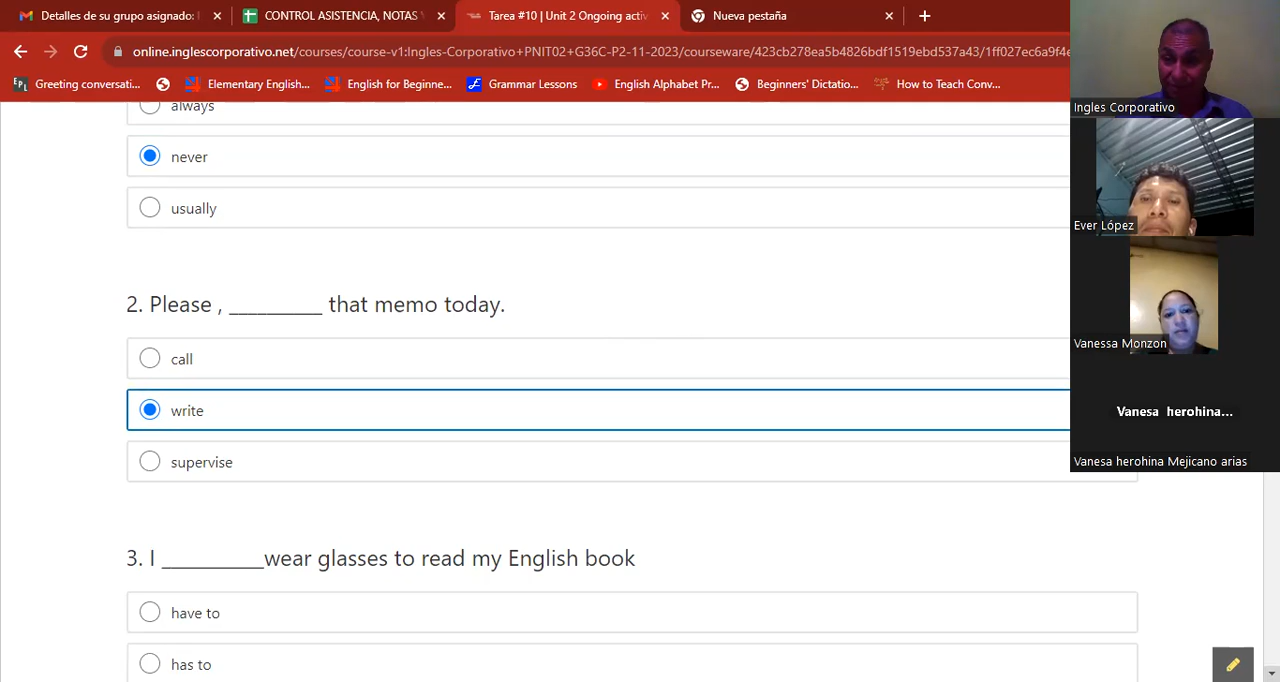 Detalles de su grupo asignado:
CONTROL ASISTENCIA, NOTAS
Tarea #10 | Unit 2 Ongoing activ
Nueva pestaña
online.inglescorporativo.net/courses/course-v1:Ingles-Corporativo+PNIT02+G36C-P2-11-2023/courseware/423cb278ea5b4826bdf1519ebd537a43/1ff027ec6a9f4e
Greeting conversati...
Elementary English...
English for Beginne...
Grammar Lessons
English Alphabet Pr...
Beginners' Dictatio...
How to Teach Conv...
always
never
usually
2. Please , __________ that memo today.
call
write
supervise
3. I ___________wear glasses to read my English book
have to
has to
Ingles Corporativo
Ever López
Vanessa Monzon
Vanesa herohina...
Vanesa herohina Mejicano arias